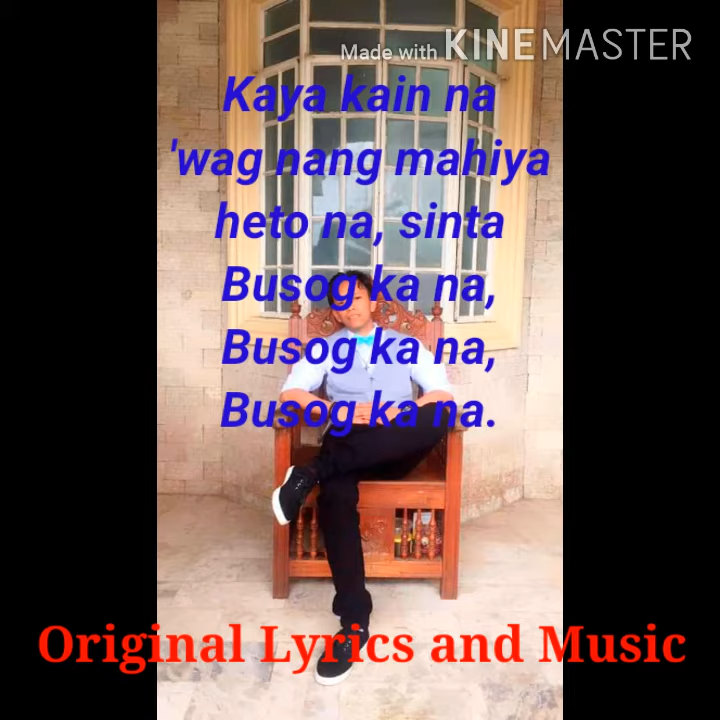 Made with KINEMASTER
Kaya kain na
'wag nang mahiya
heto na, sinta
Busog ka na,
Busog ka na,
Busog ka na.
Original Lyrics and Music